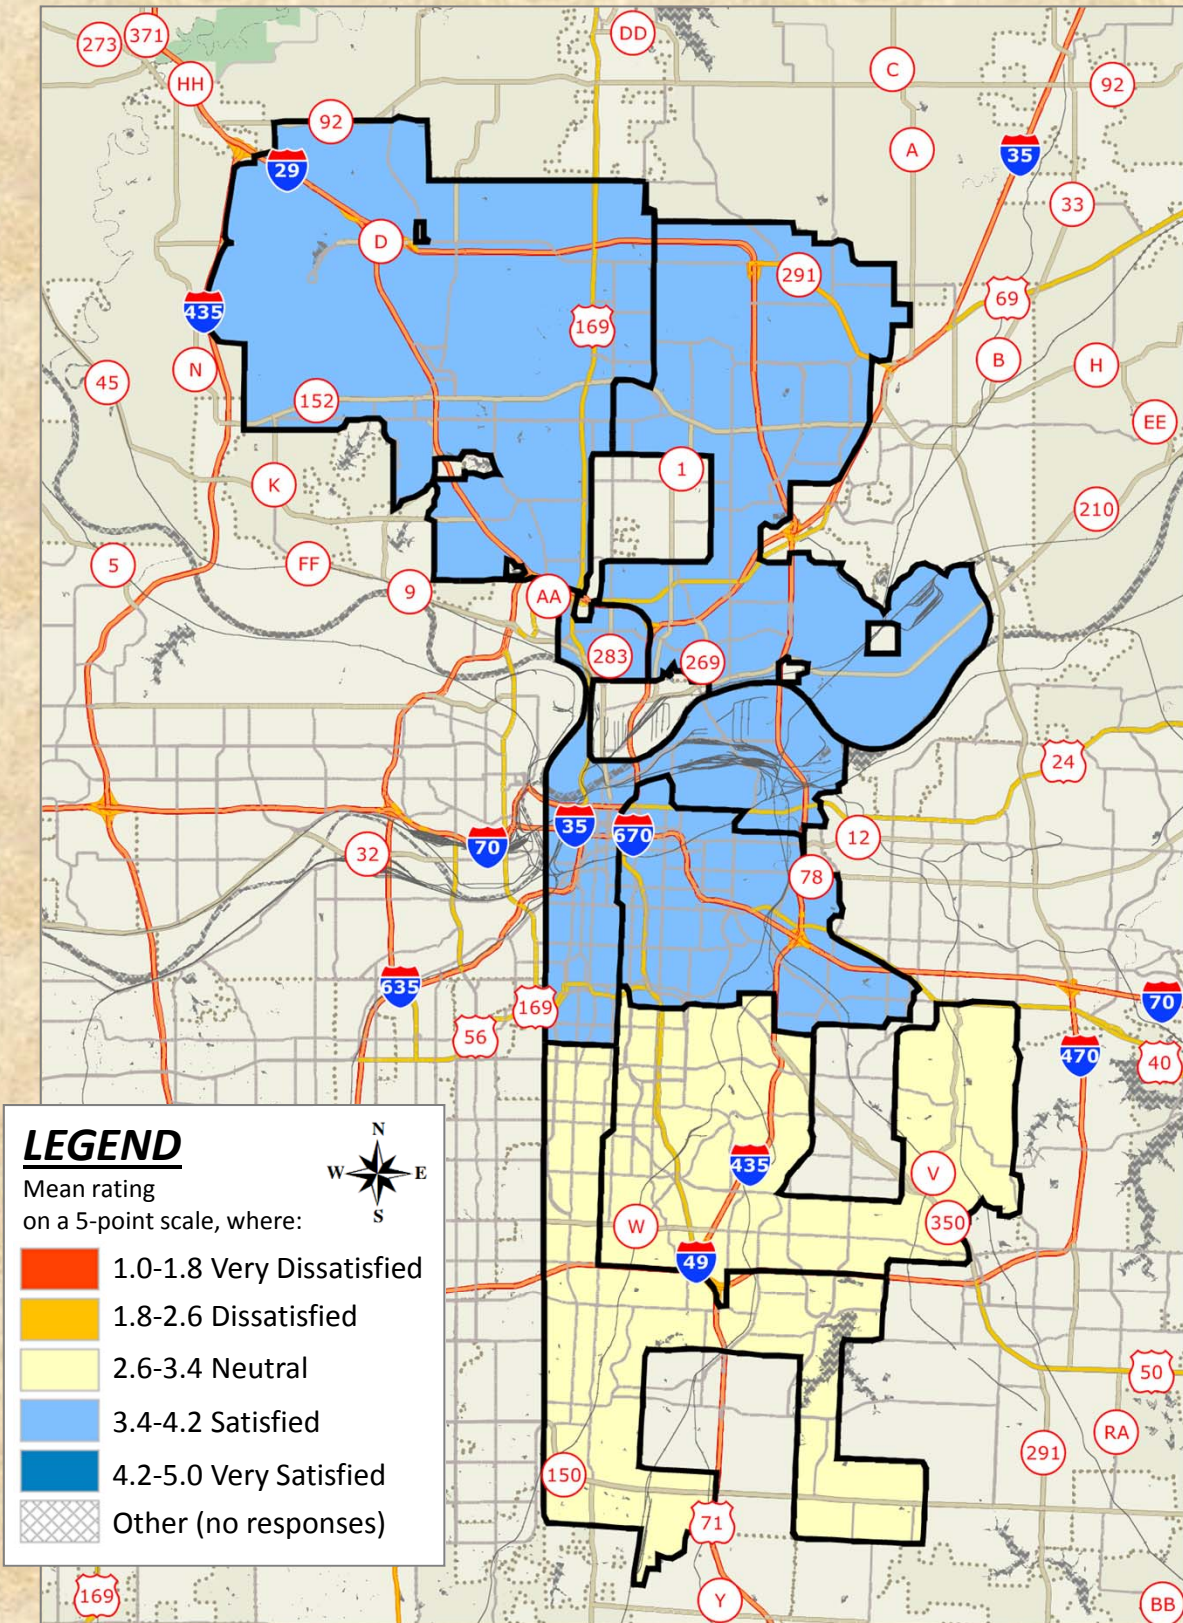 273
371
DD
C
HH
92
92
A
35
29
33
D
291
69
435
169
N
45
B
H
152
EE
1
K
210
5
FF
9
AA
283
269
24
35
670
70
32
12
78
635
70
169
56
470
40
435
V
W
350
49
50
RA
291
150
71
169
Y
BB
LEGEND
N
W
E
S
Mean rating
on a 5-point scale, where:
1.0-1.8 Very Dissatisfied
1.8-2.6 Dissatisfied
2.6-3.4 Neutral
3.4-4.2 Satisfied
4.2-5.0 Very Satisfied
Other (no responses)